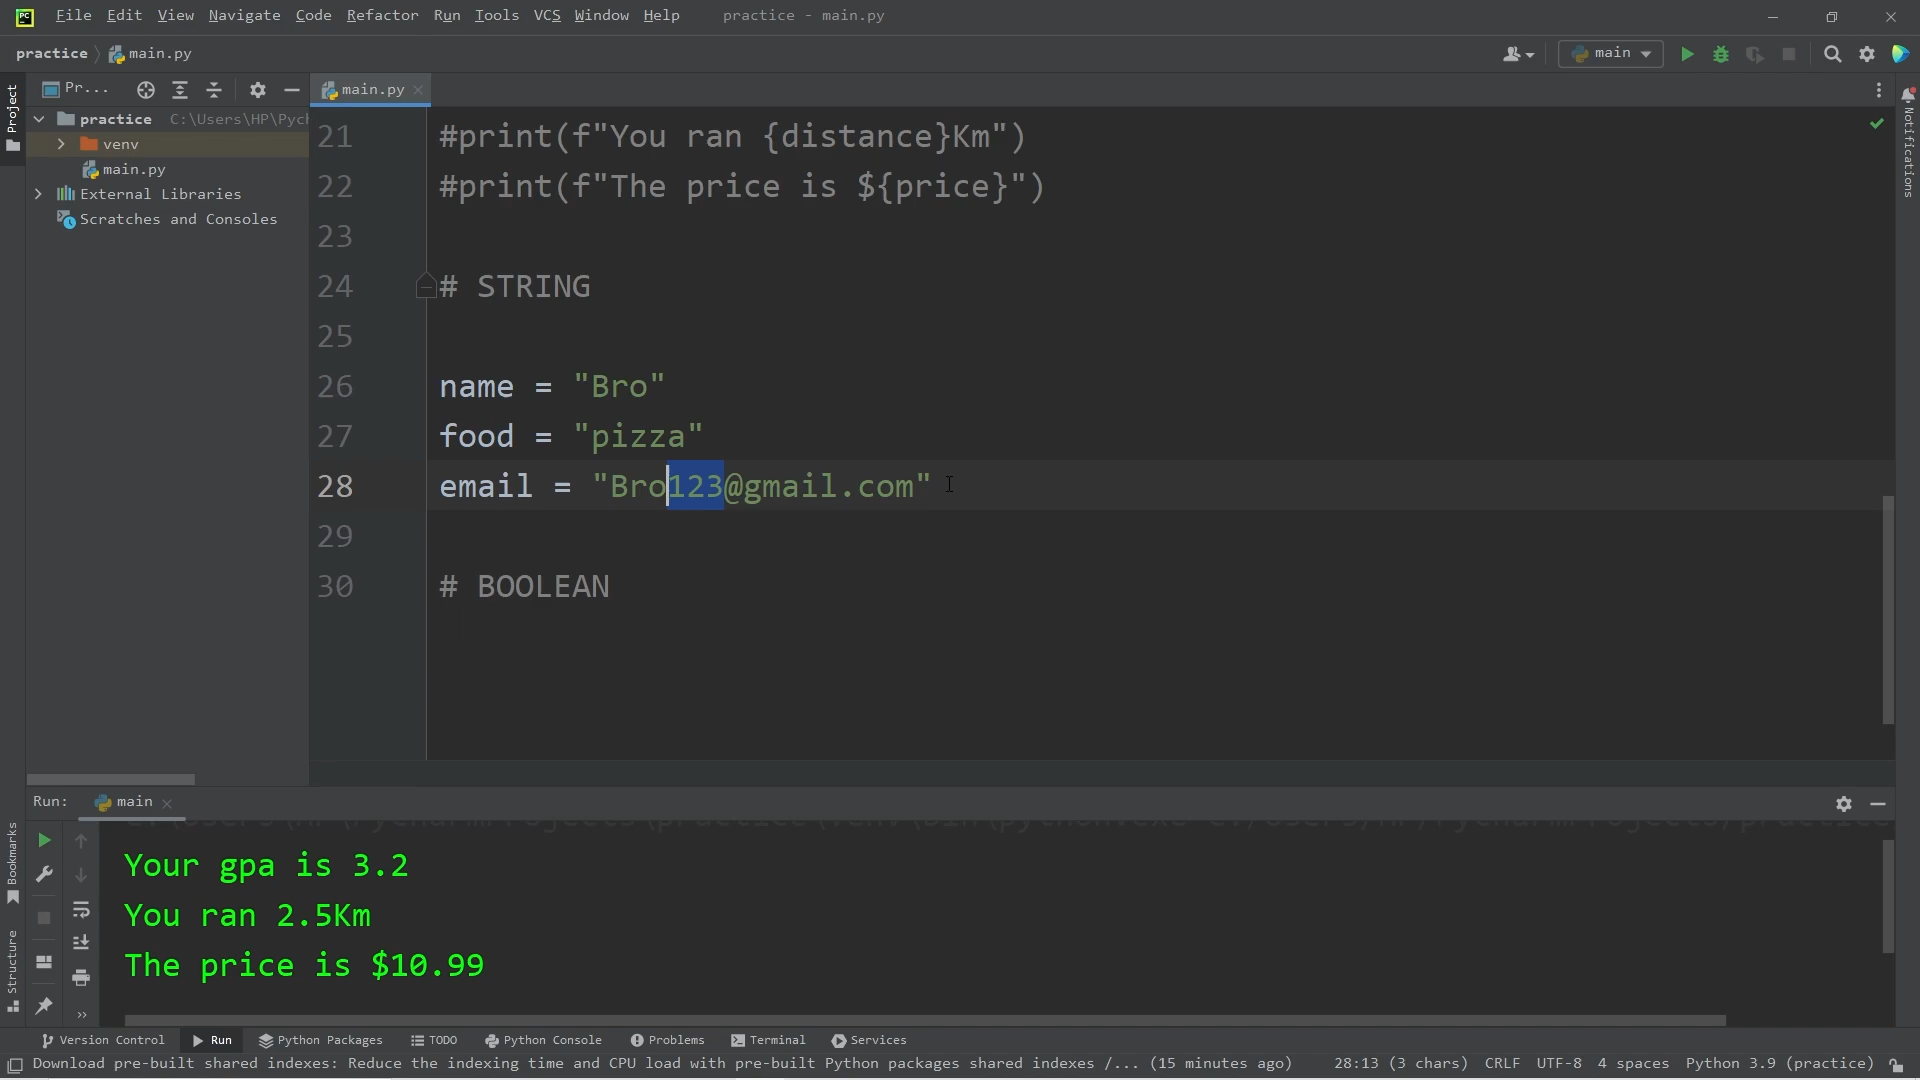 File Edit View Navigate Code Refactor Run Tools VCS Window Help practice - main.py
practice main.py main
Project
Pr...
main.py
practice C:\Users\HP\Pych
venv
main.py
External Libraries
Scratches and Consoles
Notifications
21 #print(f"You ran {distance}Km")
22 #print(f"The price is ${price}")
23
24 # STRING
25
26 name = "Bro"
27 food = "pizza"
28 email = "Bro123@gmail.com"
29
30 # BOOLEAN
Run: main
Bookmarks
Structure
Your gpa is 3.2
You ran 2.5Km
The price is $10.99
Version Control Run Python Packages TODO Python Console Problems Terminal Services
Download pre-built shared indexes: Reduce the indexing time and CPU load with pre-built Python packages shared indexes /... (15 minutes ago) 28:13 (3 chars) CRLF UTF-8 4 spaces Python 3.9 (practice)